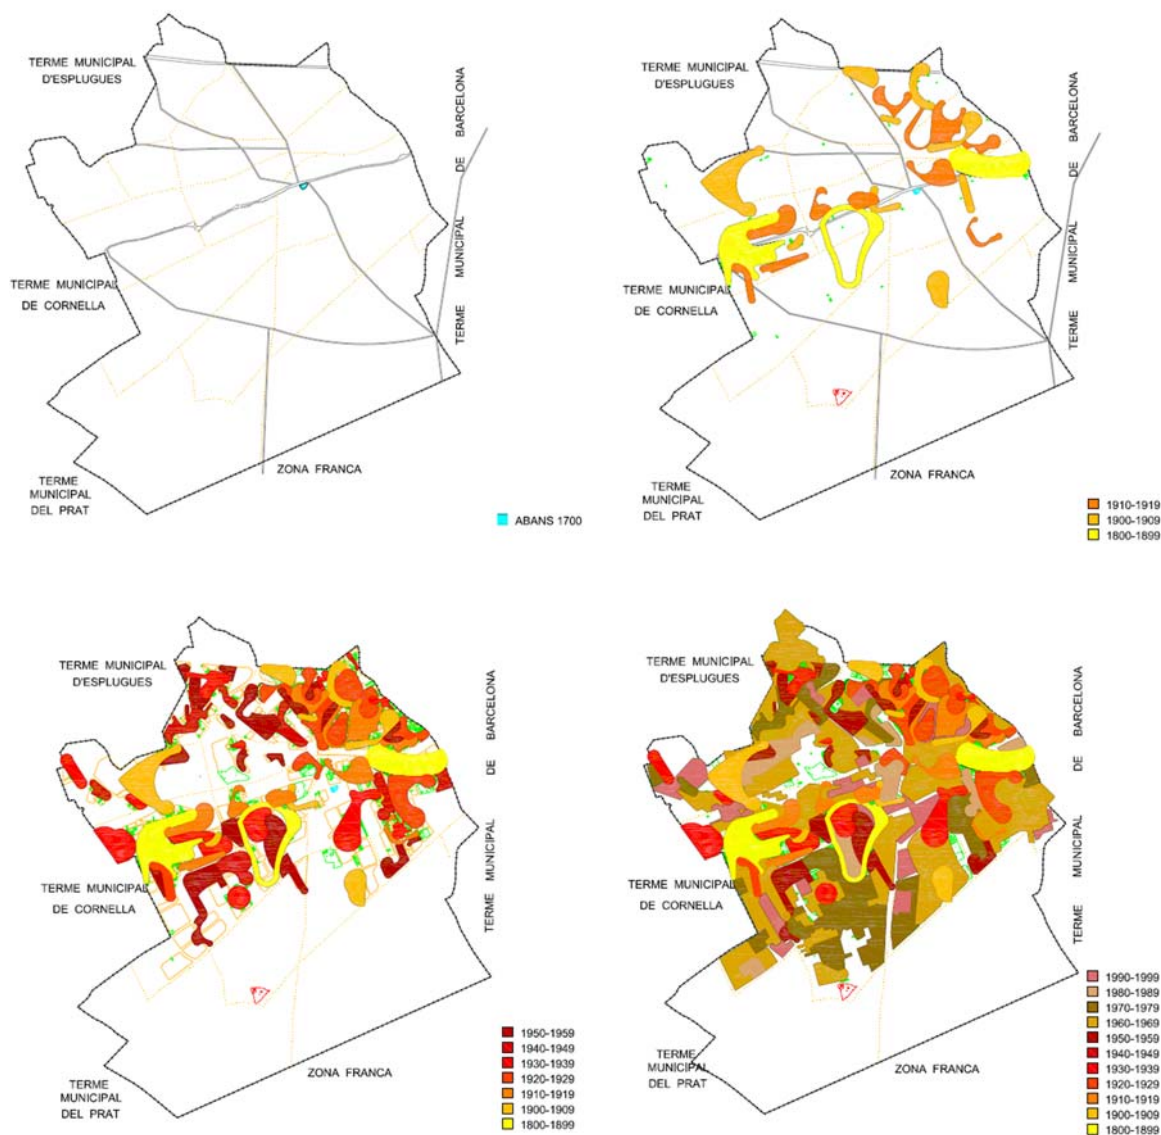 TERME MUNICIPAL
D'ESPLUGUES
TERME MUNICIPAL DE BARCELONA
TERME MUNICIPAL
DE CORNELLA
ZONA FRANCA
TERME
MUNICIPAL
DEL PRAT
ABANS 1700
TERME MUNICIPAL
D'ESPLUGUES
TERME MUNICIPAL DE BARCELONA
TERME MUNICIPAL
DE CORNELLA
ZONA FRANCA
TERME
MUNICIPAL
DEL PRAT
1910-1919
1900-1909
1800-1899
TERME MUNICIPAL
D'ESPLUGUES
TERME MUNICIPAL DE BARCELONA
TERME MUNICIPAL
DE CORNELLA
ZONA FRANCA
TERME
MUNICIPAL
DEL PRAT
1950-1959
1940-1949
1930-1939
1920-1929
1910-1919
1900-1909
1800-1899
TERME MUNICIPAL
D'ESPLUGUES
TERME MUNICIPAL DE BARCELONA
TERME MUNICIPAL
DE CORNELLA
ZONA FRANCA
TERME
MUNICIPAL
DEL PRAT
1990-1999
1980-1989
1970-1979
1960-1969
1950-1959
1940-1949
1930-1939
1920-1929
1910-1919
1900-1909
1800-1899